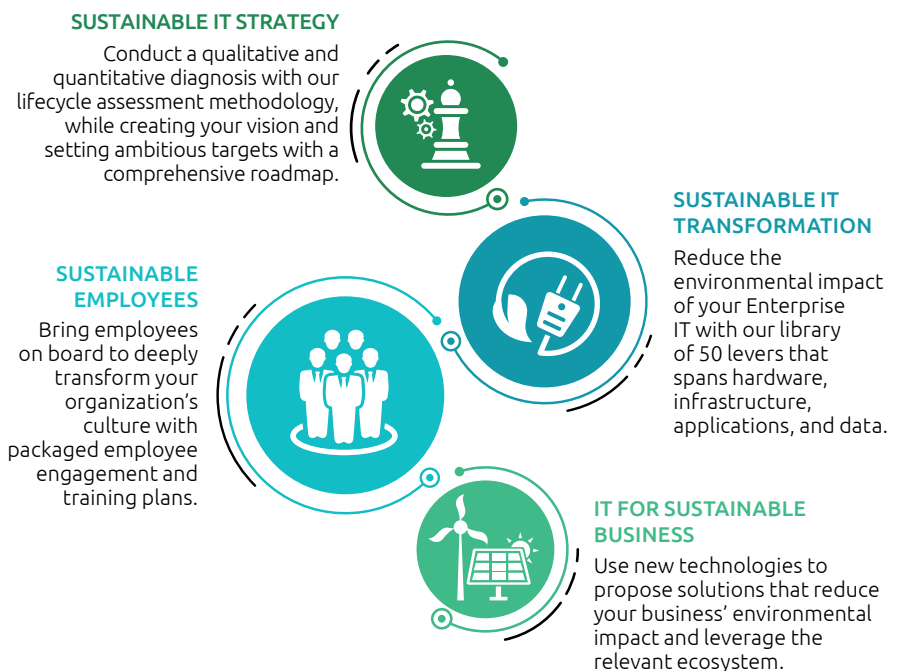 SUSTAINABLE IT STRATEGY
Conduct a qualitative and
quantitative diagnosis with our
lifecycle assessment methodology,
while creating your vision and
setting ambitious targets with a
comprehensive roadmap.
SUSTAINABLE IT
TRANSFORMATION
Reduce the
environmental impact
of your Enterprise
IT with our library
of 50 levers that
spans hardware,
infrastructure,
applications, and data.
SUSTAINABLE
EMPLOYEES
Bring employees
on board to deeply
transform your
organization’s
culture with
packaged employee
engagement and
training plans.
IT FOR SUSTAINABLE
BUSINESS
Use new technologies to
propose solutions that reduce
your business’ environmental
impact and leverage the
relevant ecosystem.